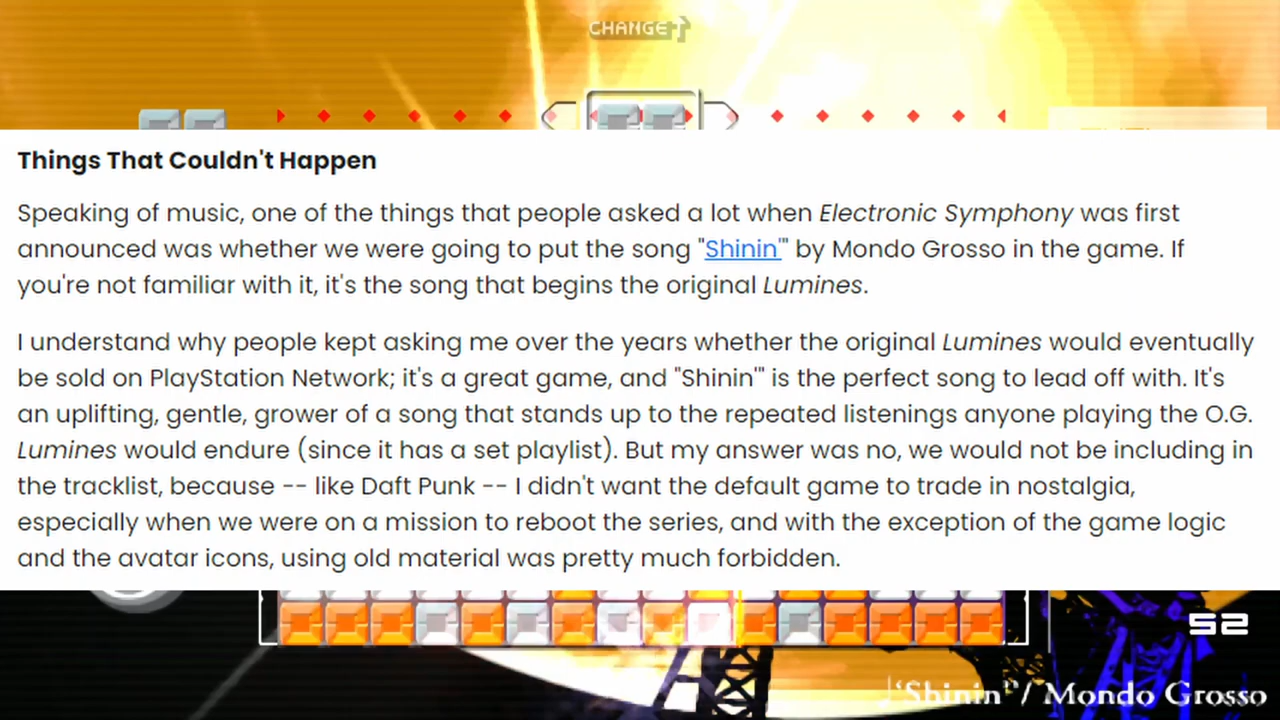 CHANGE
Things That Couldn't Happen
Speaking of music, one of the things that people asked a lot when Electronic Symphony was first
announced was whether we were going to put the song "Shinin'" by Mondo Grosso in the game. If
you're not familiar with it, it's the song that begins the original Lumines.
I understand why people kept asking me over the years whether the original Lumines would eventually
be sold on PlayStation Network; it's a great game, and "Shinin'" is the perfect song to lead off with. It's
an uplifting, gentle, grower of a song that stands up to the repeated listenings anyone playing the O.G.
Lumines would endure (since it has a set playlist). But my answer was no, we would not be including in
the tracklist, because -- like Daft Punk -- I didn't want the default game to trade in nostalgia,
especially when we were on a mission to reboot the series, and with the exception of the game logic
and the avatar icons, using old material was pretty much forbidden.
52
"Shinin'" / Mondo Grosso